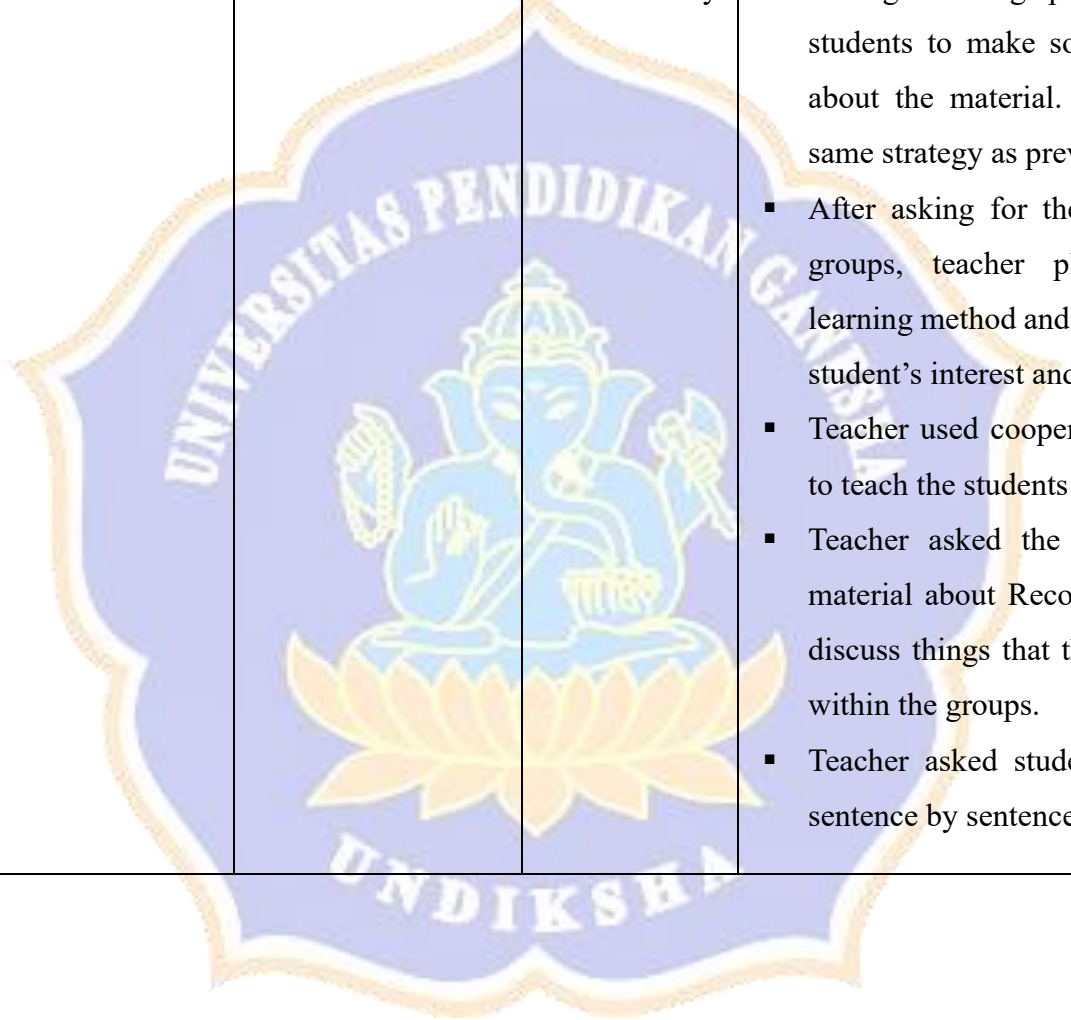 y
students to make so
about the material.
same strategy as prev
▪ After asking for the
groups, teacher pl
learning method and
student’s interest and
▪ Teacher used cooper
to teach the students
▪ Teacher asked the
material about Reco
discuss things that t
within the groups.
▪ Teacher asked stude
sentence by sentence
UNIVERSITAS PENDIDIKAN GANESHA
UNDIKSHA